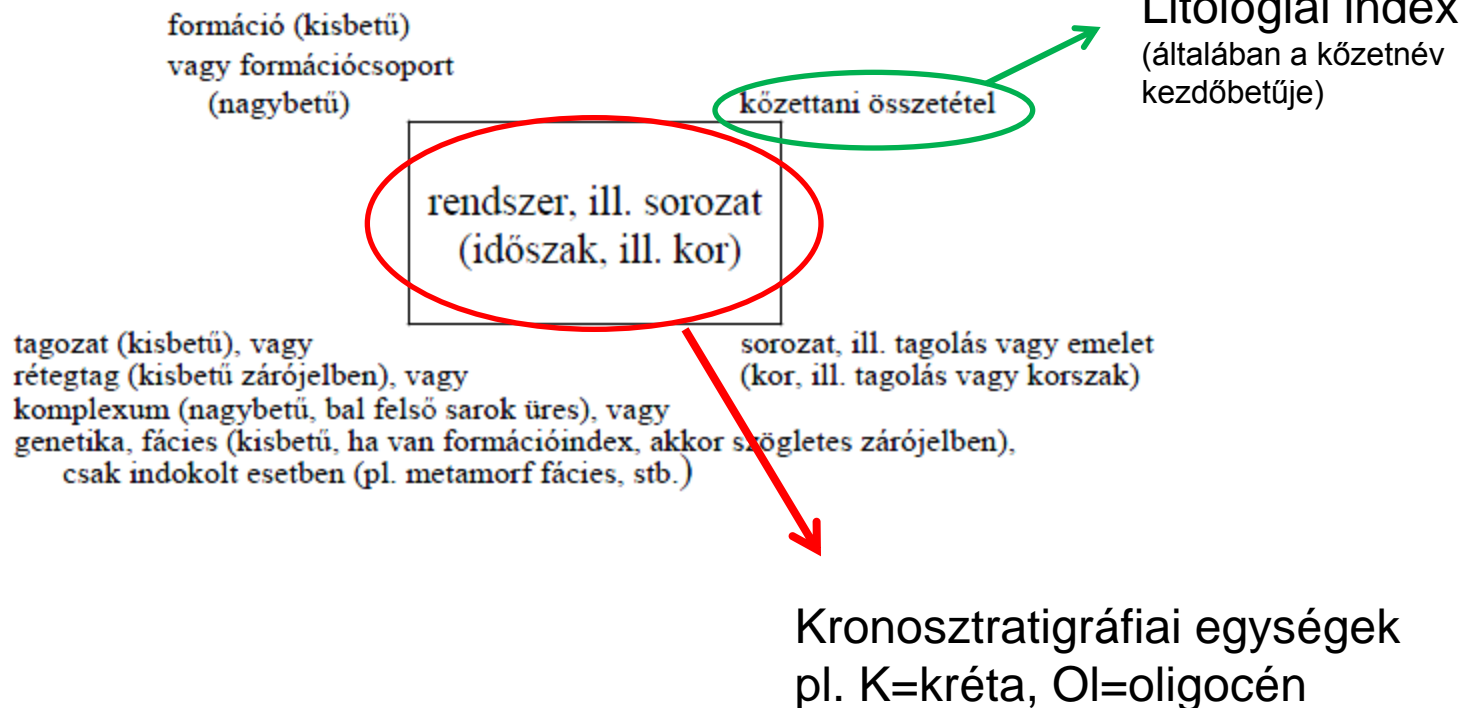 formáció (kisbetű)
vagy formációcsoport
(nagybetű)
Litológiai index
(általában a kőzetnév
kezdőbetűje)
kőzettani összetétel
rendszer, ill. sorozat
(időszak, ill. kor)
tagozat (kisbetű), vagy
rétegtag (kisbetű zárójelben), vagy
komplexum (nagybetű, bal felső sarok üres), vagy
genetika, fácies (kisbetű, ha van formációindex, akkor szögletes zárójelben),
csak indokolt esetben (pl. metamorf fácies, stb.)
sorozat, ill. tagolás vagy emelet
(kor, ill. tagolás vagy korszak)
Kronosztratigráfiai egységek
pl. K=kréta, Ol=oligocén